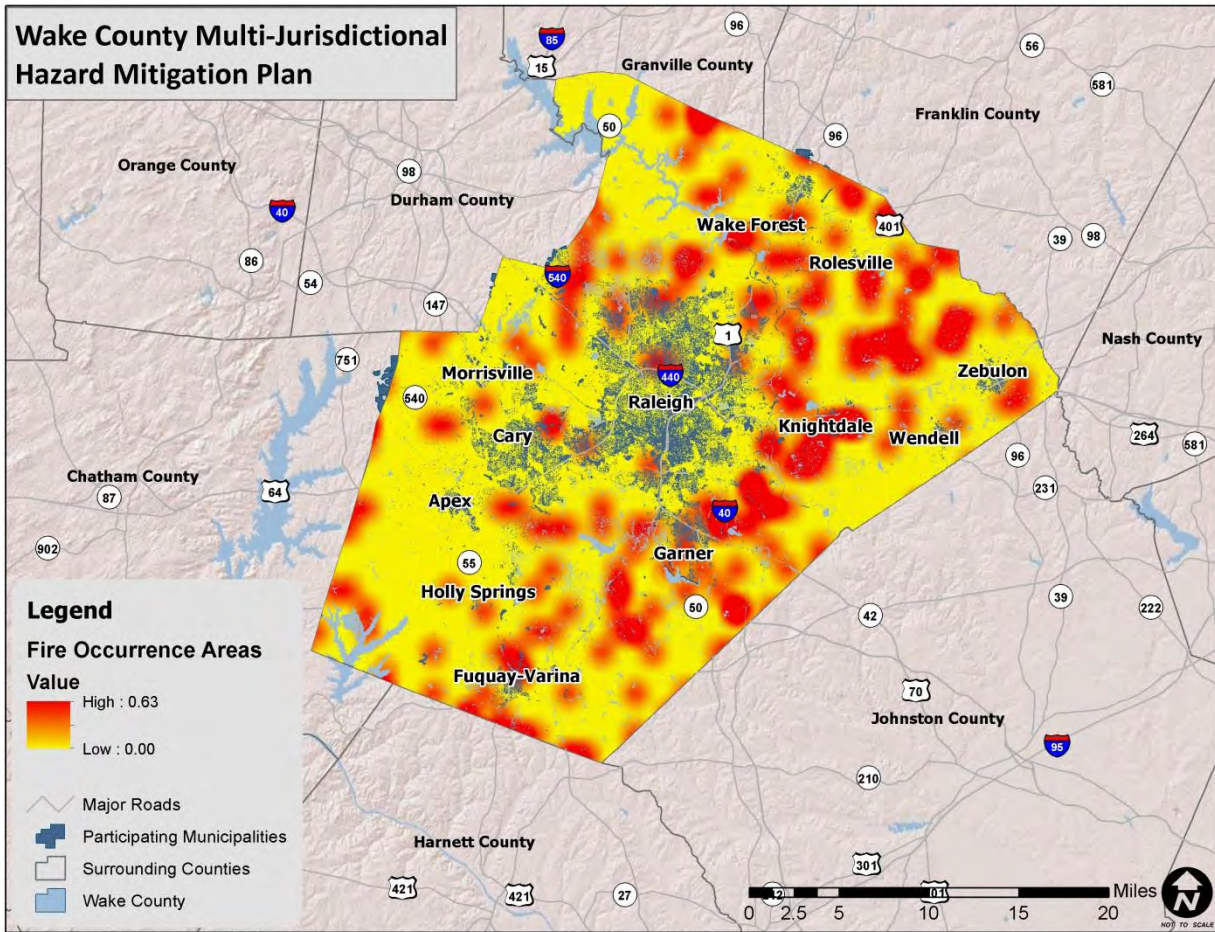 Wake County Multi-Jurisdictional
Hazard Mitigation Plan
85
15
96
56
581
Granville County
Franklin County
50
96
Orange County
98
Durham County
40
Wake Forest
401
39
98
86
54
540
Rolesville
147
1
Nash County
751
Morrisville
440
Zebulon
540
Raleigh
Knightdale
Cary
Wendell
264
581
96
Chatham County
87
64
Apex
40
231
902
Garner
55
Holly Springs
50
39
222
42
Legend
Fire Occurrence Areas
Value
High : 0.63
Low : 0.00
Fuquay-Varina
70
Johnston County
95
210
Major Roads
Participating Municipalities
Surrounding Counties
Wake County
Harnett County
301
421
421
27
Miles
0 2.5 5 10 15 20
N
NOT TO SCALE